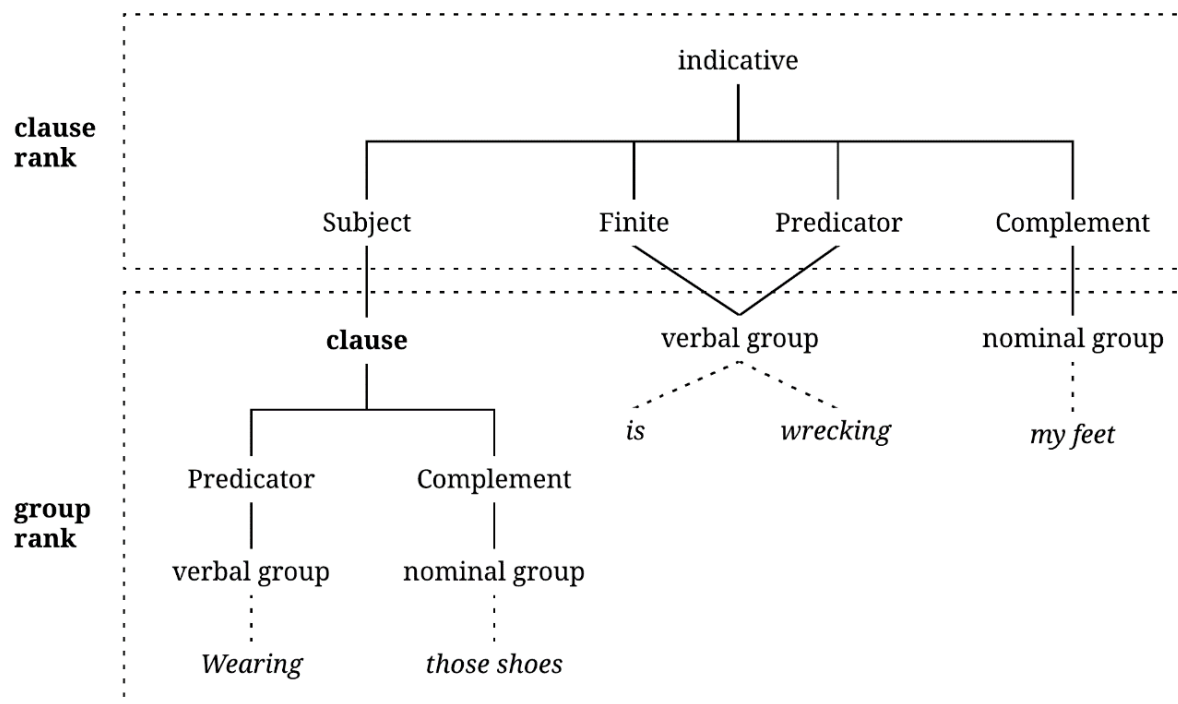 indicative
clause
rank
Subject Finite Predicator Complement
clause verbal group nominal group
is wrecking my feet
Predicator Complement
group
rank
verbal group nominal group
Wearing those shoes